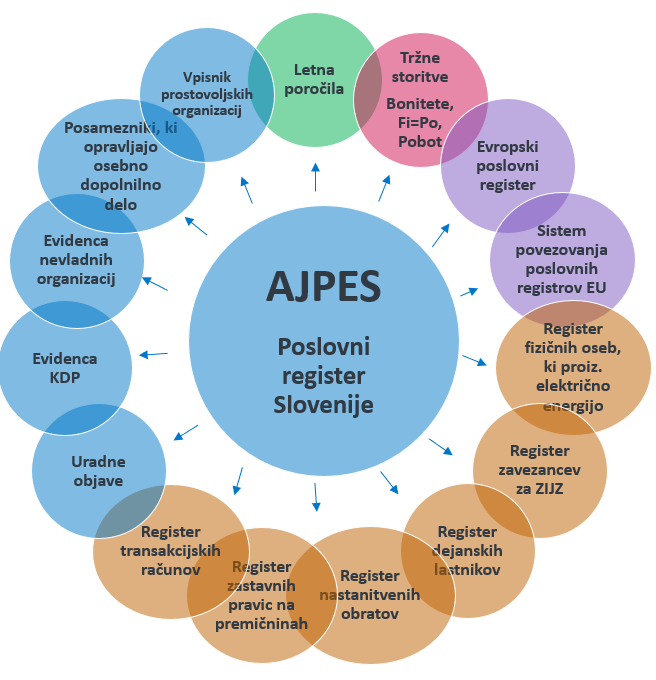 AJPES
Poslovni
register
Slovenije
Letna
poročila
Tržne
storitve
Bonitete,
Fi=Po,
Pobot
Evropski
poslovni
register
Sistem
povezovanja
poslovnih
registrov EU
Register
fizičnih oseb,
ki proiz.
električno
energijo
Register
zavezancev
za ZIJZ
Register
dejanskih
lastnikov
Register
nastanitvenih
obratov
Register
zastavnih
pravic na
premičninah
Register
transakcijskih
računov
Uradne
objave
Evidenca
KDP
Evidenca
nevladnih
organizacij
Posamezniki, ki
opravljajo
osebno
dopolnilno
delo
Vpisnik
prostovoljskih
organizacij